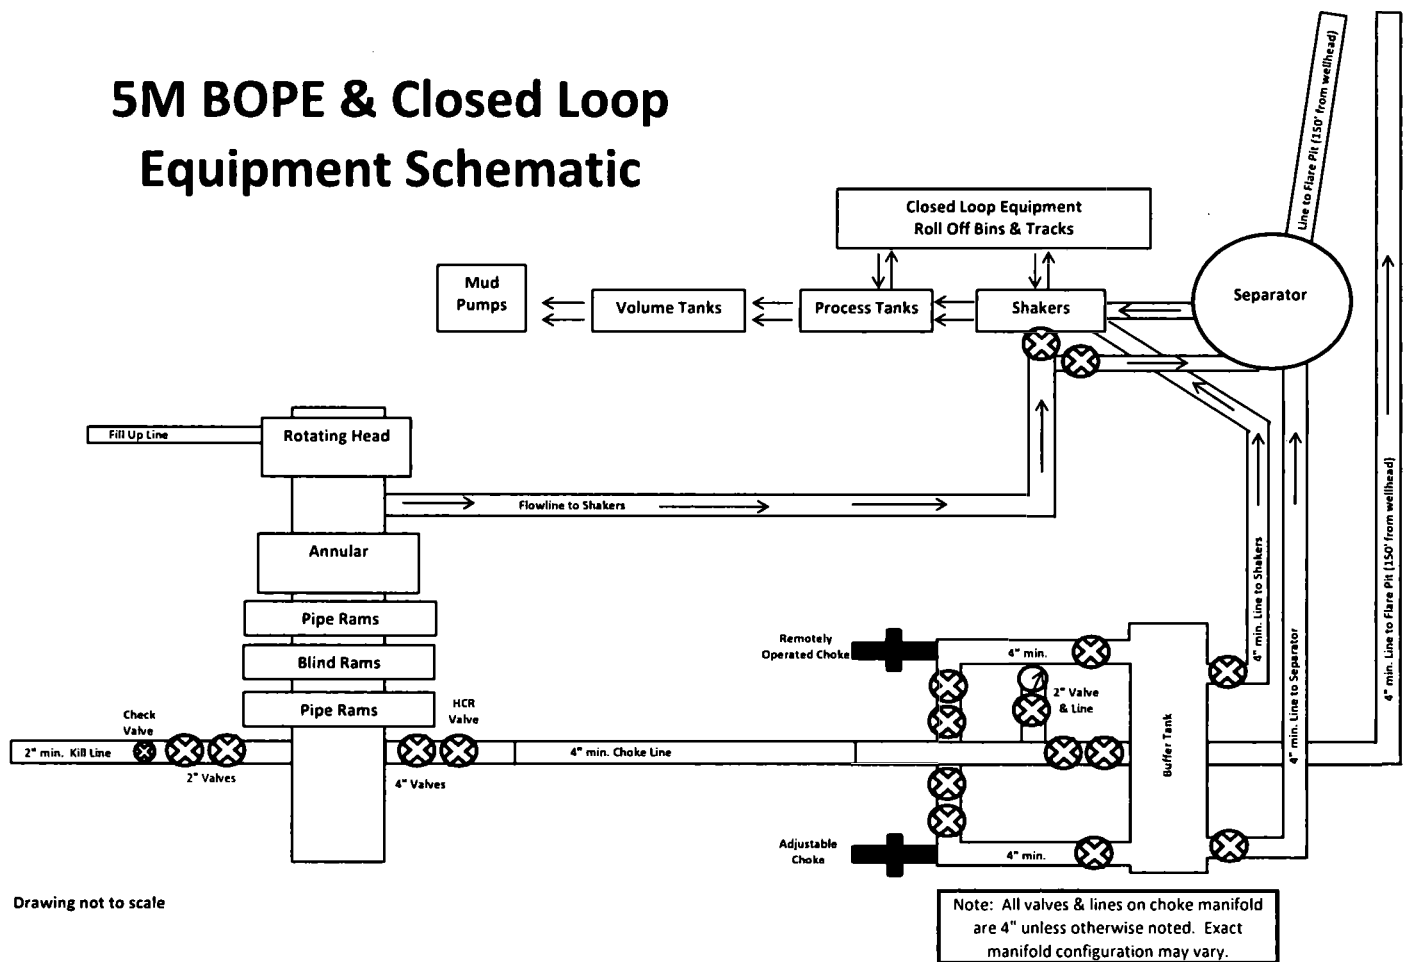 5M BOPE & Closed Loop
Equipment Schematic
Line to Flare Pit (150' from wellhead)
Closed Loop Equipment
Roll Off Bins & Tracks
Mud
Pumps
Volume Tanks
Process Tanks
Shakers
Separator
Fill Up Line
Rotating Head
Flowline to Shakers
Annular
Pipe Rams
Blind Rams
Pipe Rams
Check
Valve
HCR
Valve
2" min. Kill Line
2" Valves
4" Valves
4" min. Choke Line
Remotely
Operated Choke
4" min.
2" Valve
& Line
Buffer Tank
Adjustable
Choke
4" min.
4" min. Line to Shakers
4" min. Line to Separator
4" min. Line to Flare Pit (150' from wellhead)
Drawing not to scale
Note: All valves & lines on choke manifold
are 4" unless otherwise noted. Exact
manifold configuration may vary.